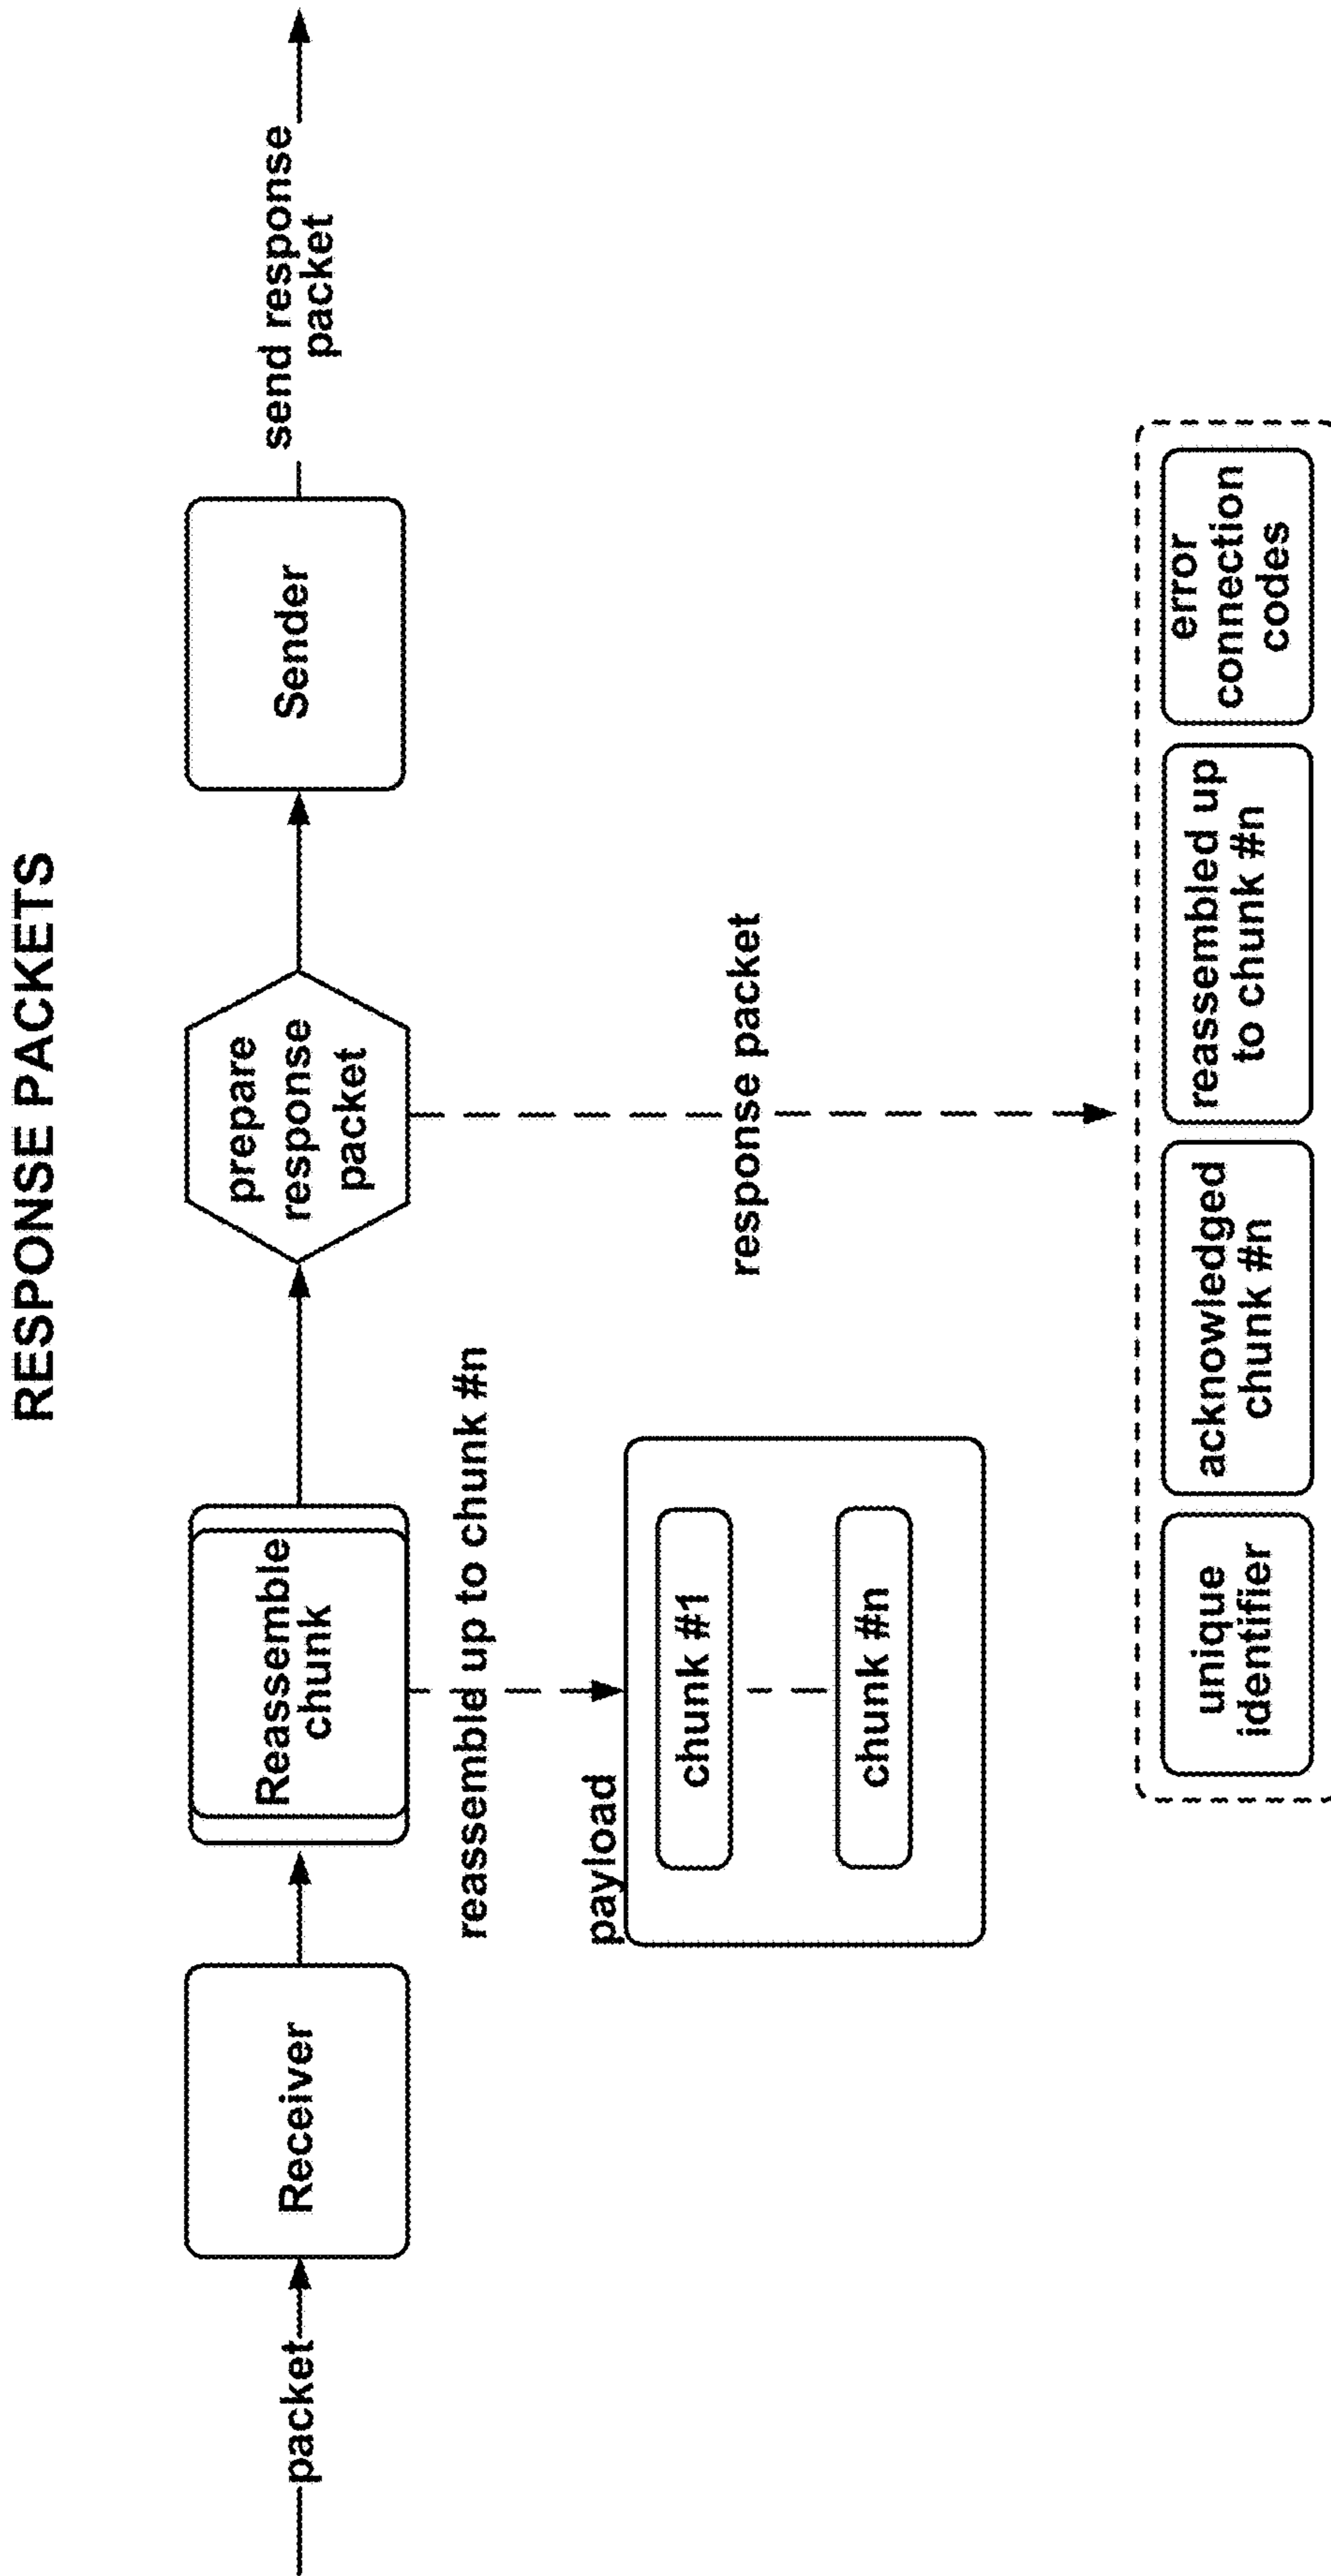 RESPONSE PACKETS
packet
Receiver
Reassemble
chunk
prepare
response
packet
Sender
send response
packet
reassemble up to chunk #n
payload
chunk #1
chunk #n
response packet
unique
identifier
acknowledged
chunk #n
reassembled up
to chunk #n
error
connection
codes